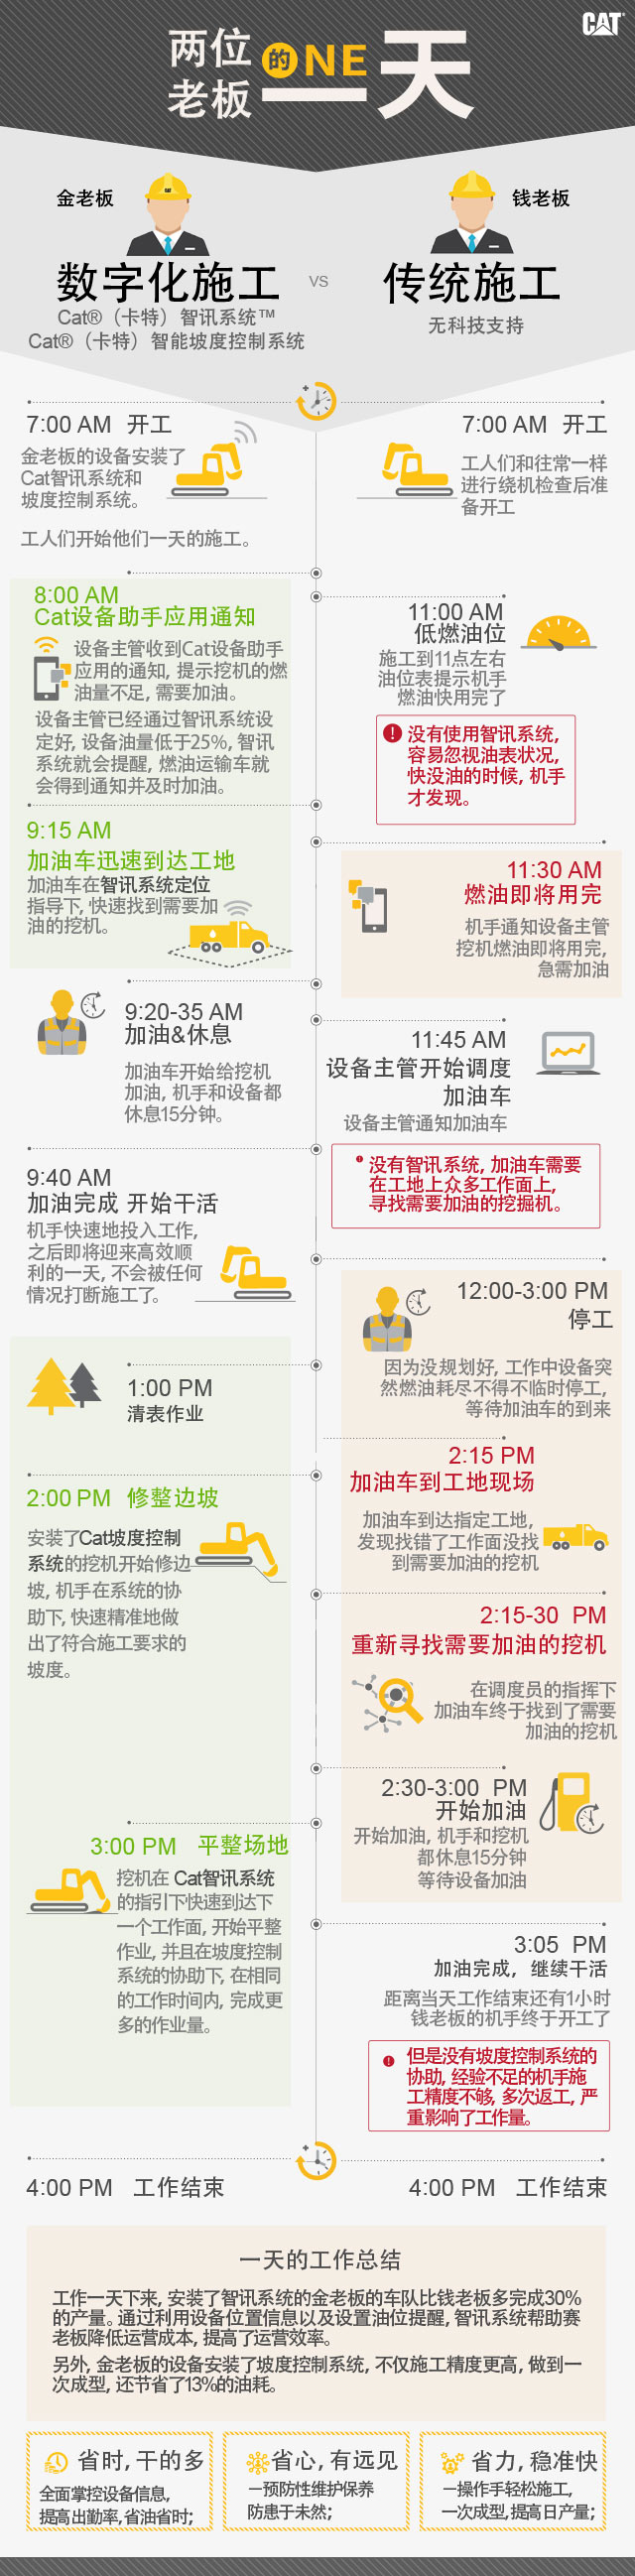 CAT
两位
老板
的
ONE
一天
金老板
钱老板
数字化施工
VS
传统施工
Cat®（卡特）智讯系统™
Cat®（卡特）智能坡度控制系统
无科技支持
7:00 AM 开工
金老板的设备安装了
Cat智讯系统和
坡度控制系统。
工人们开始他们一天的施工。
7:00 AM 开工
工人们和往常一样
进行绕机检查后准
备开工
8:00 AM
Cat设备助手应用通知
设备主管收到Cat设备助手
应用的通知, 提示挖机的燃
油量不足, 需要加油。
设备主管已经通过智讯系统设
定好, 设备油量低于25%, 智讯
系统就会提醒, 燃油运输车就
会得到通知并及时加油。
11:00 AM
低燃油位
施工到11点左右
油位表提示机手
燃油快用完了
没有使用智讯系统,
容易忽视油表状况,
快没油的时候, 机手
才发现。
9:15 AM
加油车迅速到达工地
加油车在智讯系统定位
指导下, 快速找到需要加
油的挖机。
11:30 AM
燃油即将用完
机手通知设备主管
挖机燃油即将用完,
急需加油
9:20-35 AM
加油&休息
加油车开始给挖机
加油, 机手和设备都
休息15分钟。
11:45 AM
设备主管开始调度
加油车
设备主管通知加油车
没有智讯系统, 加油车需要
在工地上众多工作面上,
寻找需要加油的挖掘机。
9:40 AM
加油完成 开始干活
机手快速地投入工作,
之后即将迎来高效顺
利的一天, 不会被任何
情况打断施工了。
12:00-3:00 PM
停工
因为没规划好, 工作中设备突
然燃油耗尽不得不临时停工,
等待加油车的到来
1:00 PM
清表作业
2:15 PM
加油车到工地现场
加油车到达指定工地,
发现找错了工作面没找
到需要加油的挖机
2:00 PM 修整边坡
安装了Cat坡度控制
系统的挖机开始修边
坡, 机手在系统的协
助下, 快速精准地做
出了符合施工要求的
坡度。
2:15-30 PM
重新寻找需要加油的挖机
在调度员的指挥下
加油车终于找到了需要
加油的挖机
2:30-3:00 PM
开始加油
开始加油, 机手和挖机
都休息15分钟
等待设备加油
3:00 PM 平整场地
挖机在 Cat智讯系统
的指引下快速到达下
一个工作面, 开始平整
作业, 并且在坡度控制
系统的协助下, 在相同
的工作时间内, 完成更
多的作业量。
3:05 PM
加油完成, 继续干活
距离当天工作结束还有1小时
钱老板的机手终于开工了
但是没有坡度控制系统的
协助, 经验不足的机手施
工精度不够, 多次返工, 严
重影响了工作量。
4:00 PM 工作结束
4:00 PM 工作结束
一天的工作总结
工作一天下来, 安装了智讯系统的金老板的车队比钱老板多完成30%
的产量。通过利用设备位置信息以及设置油位提醒, 智讯系统帮助赛
老板降低运营成本, 提高了运营效率。
另外, 金老板的设备安装了坡度控制系统, 不仅施工精度更高, 做到一
次成型, 还节省了13%的油耗。
省时, 干的多
全面掌控设备信息,
提高出勤率, 省油省时;
省心, 有远见
一预防性维护保养
防患于未然;
省力, 稳准快
一操作手轻松施工,
一次成型, 提高日产量;